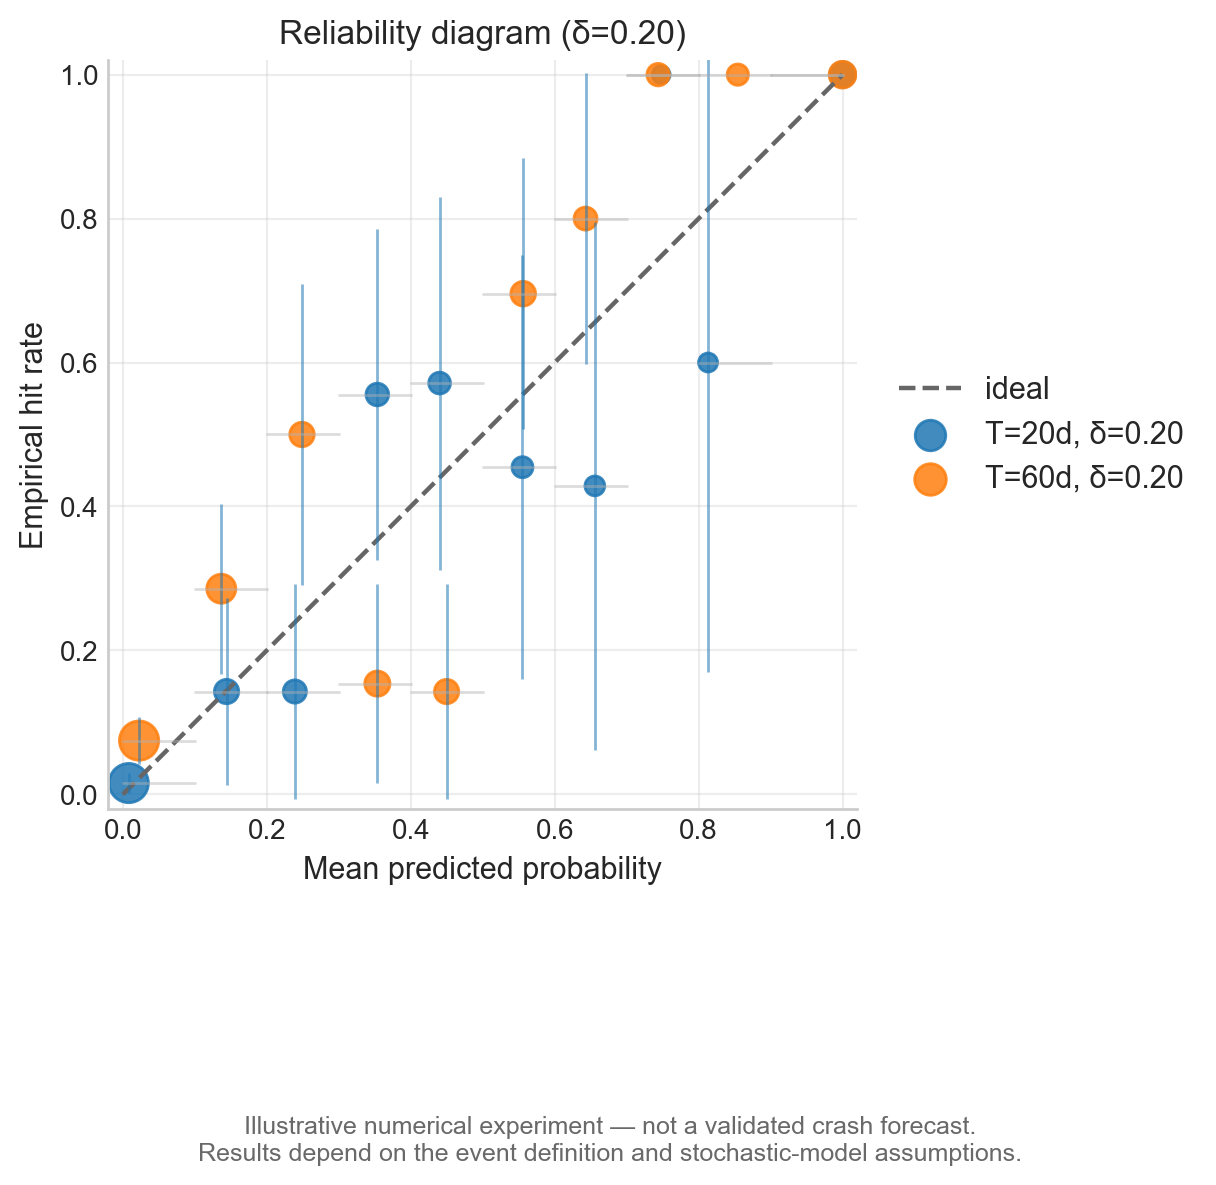 Reliability diagram (δ=0.20)
1.0
0.8
0.6
0.4
0.2
0.0
Empirical hit rate
0.0 0.2 0.4 0.6 0.8 1.0
Mean predicted probability
ideal
T=20d, δ=0.20
T=60d, δ=0.20
Illustrative numerical experiment — not a validated crash forecast.
Results depend on the event definition and stochastic-model assumptions.